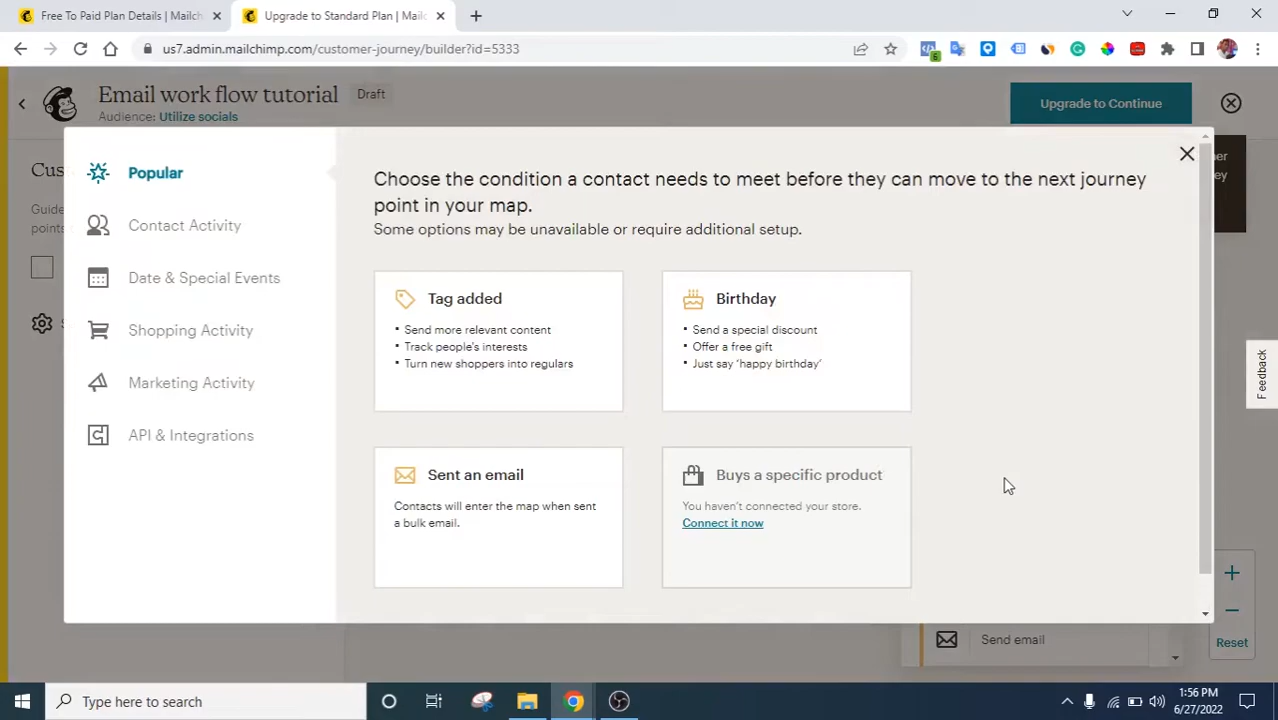 Free To Paid Plan Details | Mailch
Upgrade to Standard Plan | Mailc
us7.admin.mailchimp.com/customer-journey/builder?id=5333
6
Email work flow tutorial
Draft
Audience: Utilize socials
Upgrade to Continue
Popular
Contact Activity
Date & Special Events
Shopping Activity
Marketing Activity
API & Integrations
Choose the condition a contact needs to meet before they can move to the next journey
point in your map.
Some options may be unavailable or require additional setup.
Tag added
• Send more relevant content
• Track people's interests
• Turn new shoppers into regulars
Birthday
• Send a special discount
• Offer a free gift
• Just say 'happy birthday'
Sent an email
Contacts will enter the map when sent
a bulk email.
Buys a specific product
You haven't connected your store.
Connect it now
Feedback
Send email
Reset
Type here to search
1:56 PM
6/27/2022